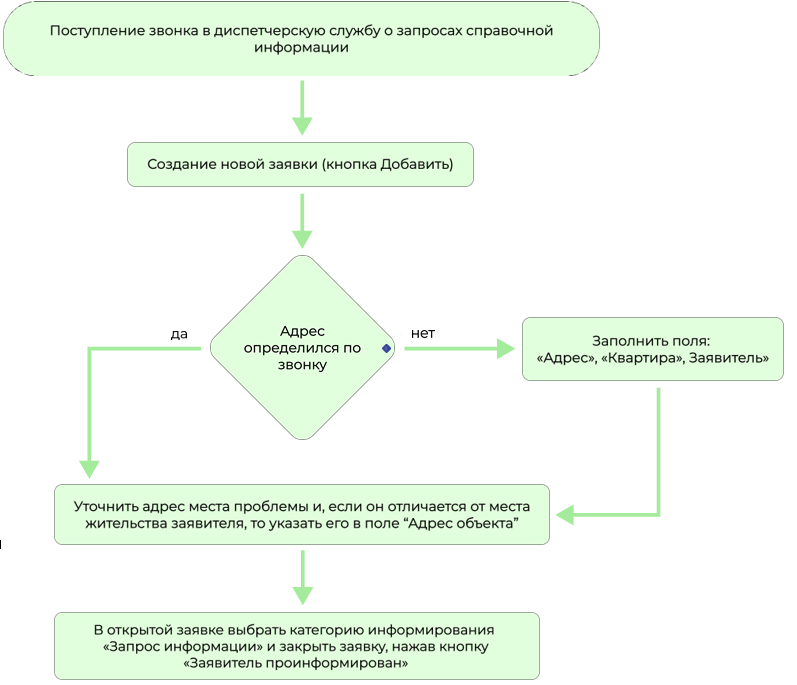 Поступление звонка в диспетчерскую службу о запросах справочной
информации
Создание новой заявки (кнопка Добавить)
Адрес
определился по
звонку
да
нет
Заполнить поля:
«Адрес», «Квартира», Заявитель»
Уточнить адрес места проблемы и, если он отличается от места
жительства заявителя, то указать его в поле “Адрес объекта”
В открытой заявке выбрать категорию информирования
«Запрос информации» и закрыть заявку, нажав кнопку
«Заявитель проинформирован»